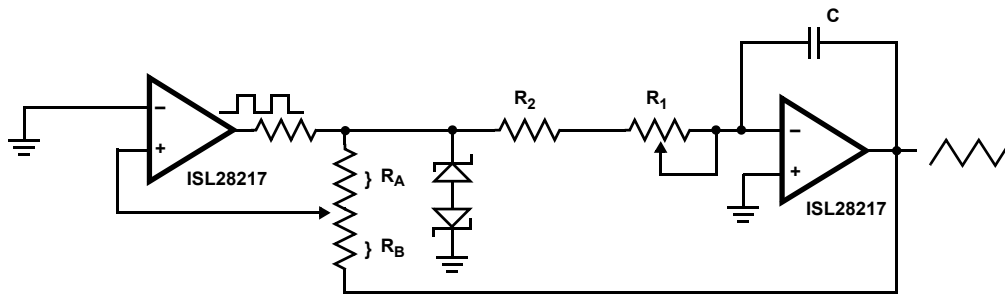 C
R2
R1
−
+
ISL28217
} RA
} RB
−
+
ISL28217